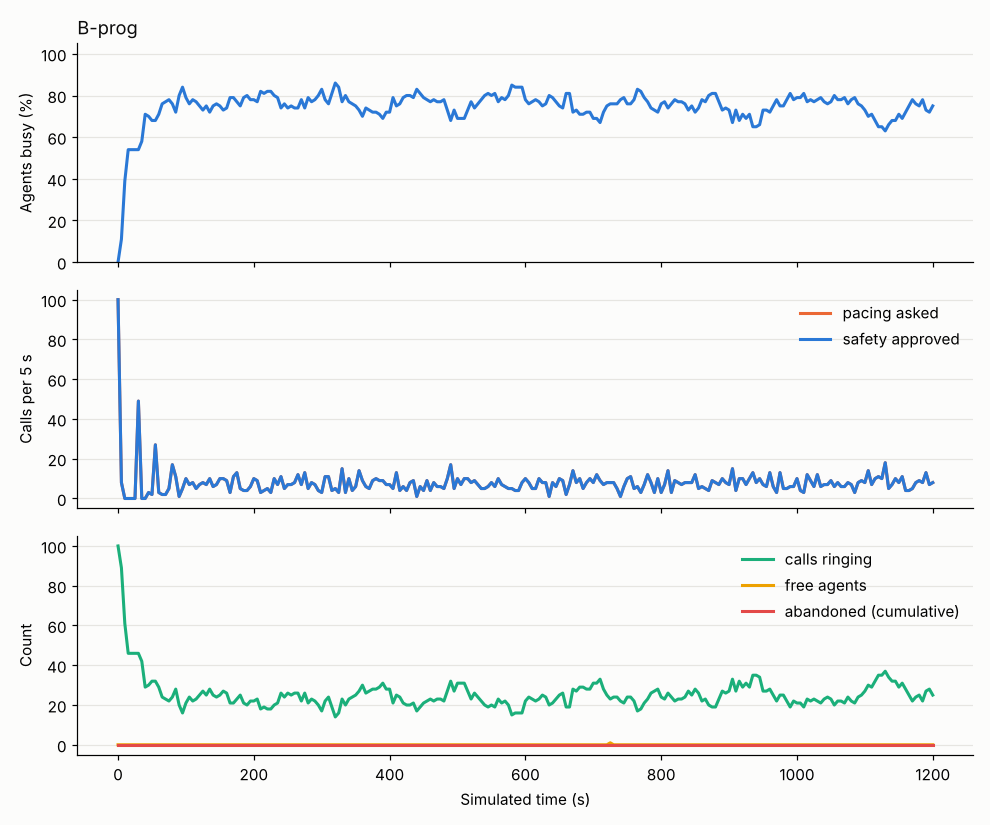 B-prog
Agents busy (%)
100
80
60
40
20
0
Calls per 5 s
100
80
60
40
20
0
pacing asked
safety approved
Count
100
80
60
40
20
0
calls ringing
free agents
abandoned (cumulative)
0 200 400 600 800 1000 1200
Simulated time (s)